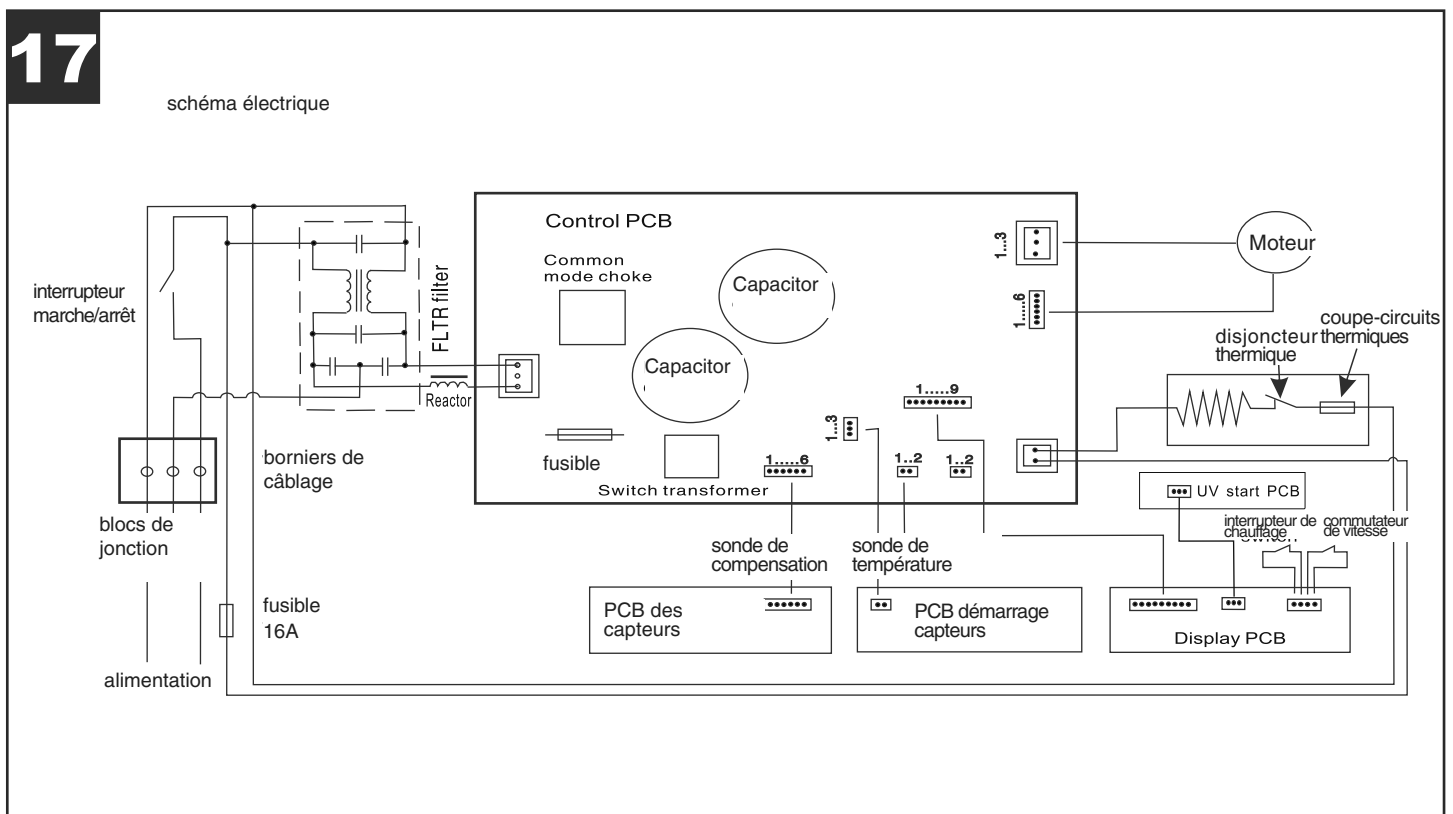 17
schéma électrique
interrupteur
marche/arrêt
FLTR filter
Reactor
borniers de
câblage
blocs de
jonction
fusible
16A
alimentation
Control PCB
Common
mode choke
Capacitor
Capacitor
fusible
Switch transformer
1.....6
1...3
1..2
1..2
1.....9
1...3
1.....6
Moteur
disjoncteur
thermique
coupe-circuits
thermiques
UV start PCB
interrupteur de
chauffage
commutateur
de vitesse
sonde de
compensation
sonde de
température
PCB des
capteurs
PCB démarrage
capteurs
Display PCB